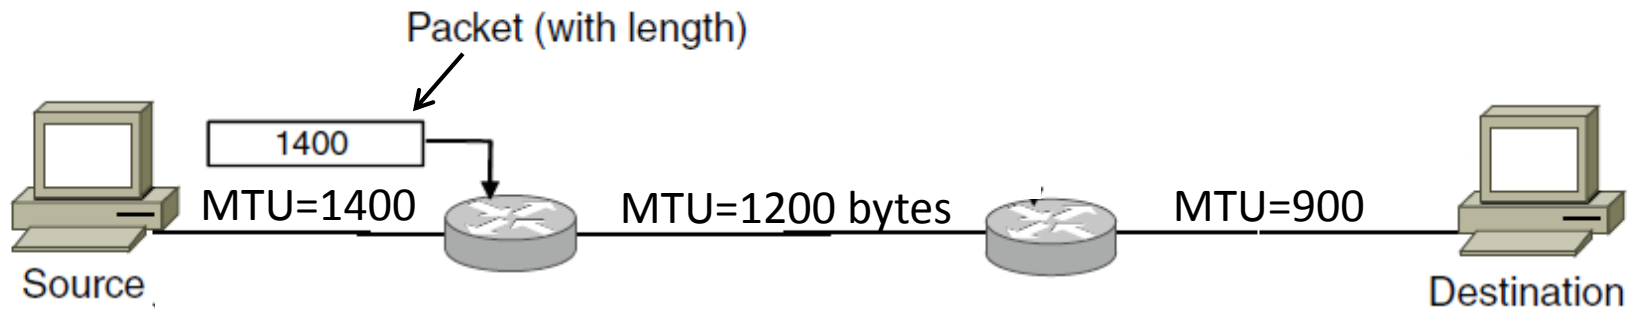 Packet (with length)
1400
MTU=1400
MTU=1200 bytes
MTU=900
Source
Destination